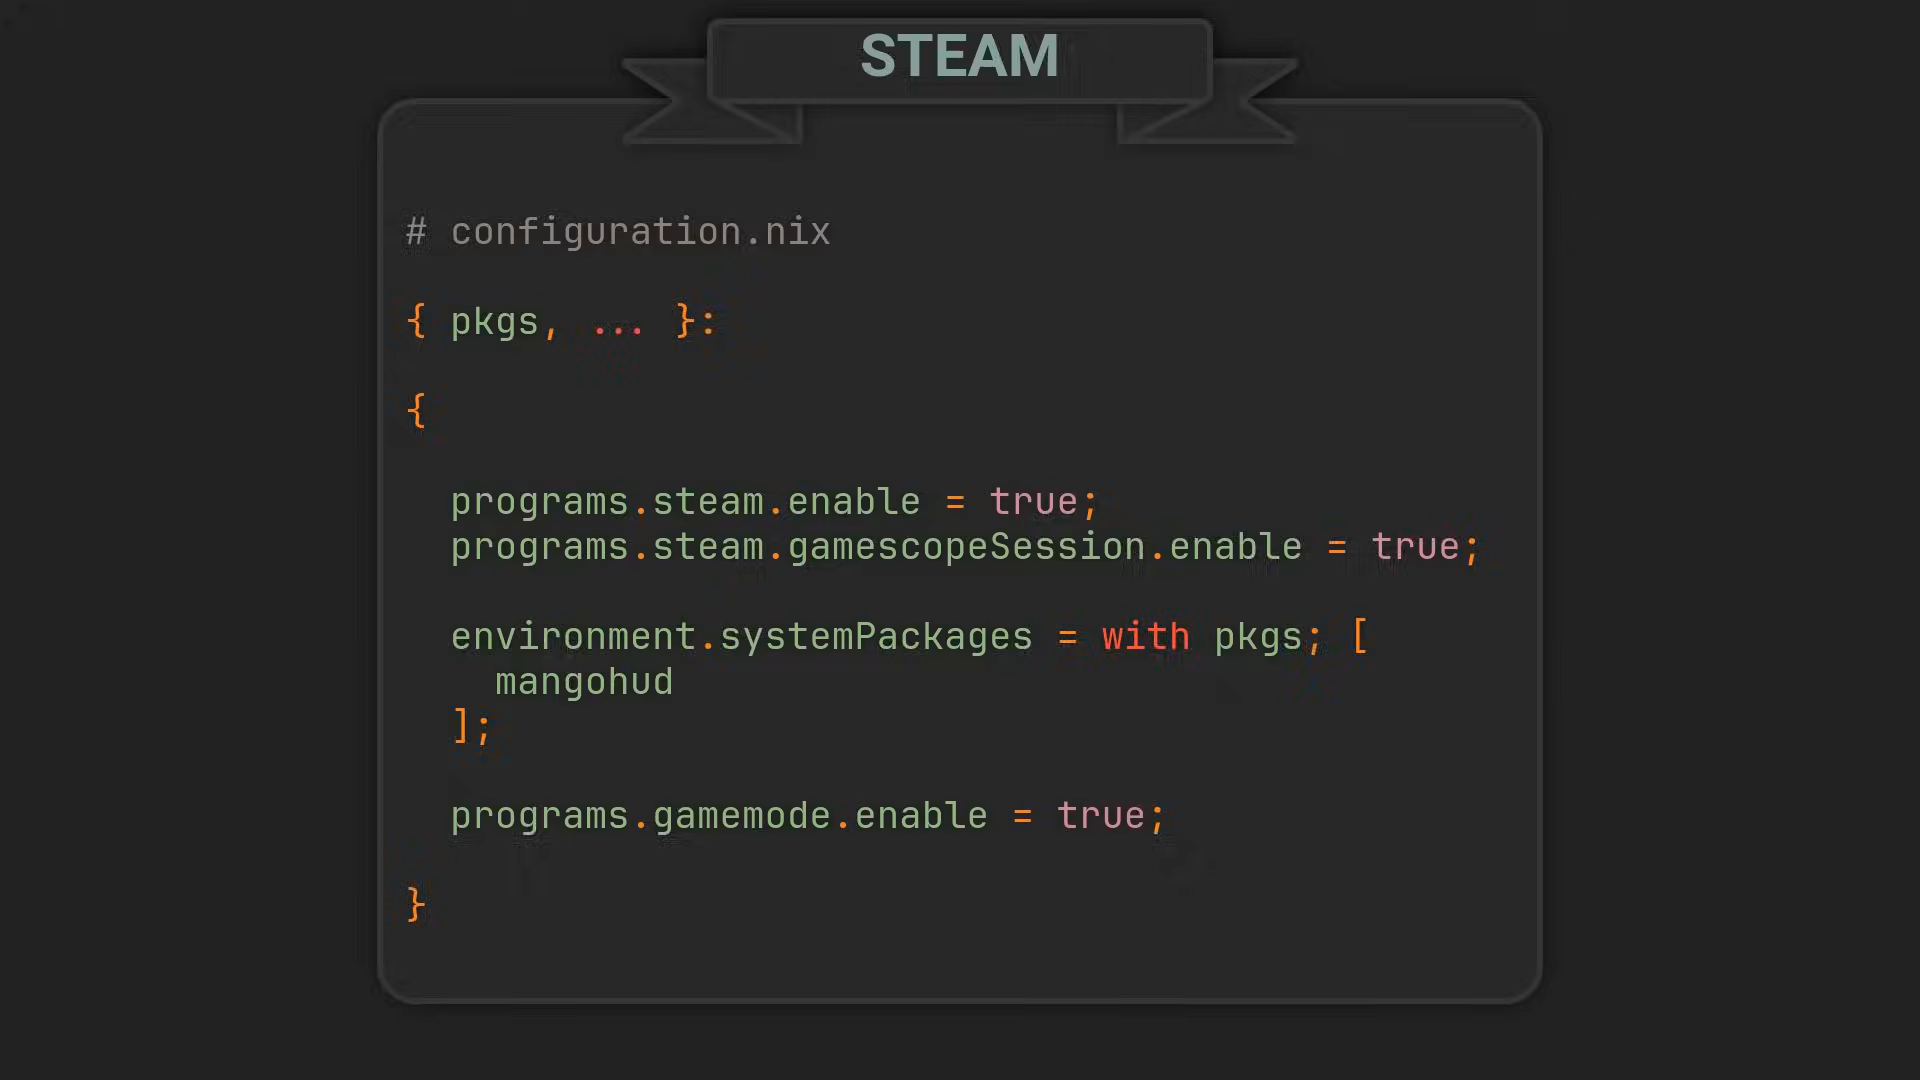 STEAM
# configuration.nix
{ pkgs, ... }:
{
programs.steam.enable = true;
programs.steam.gamescopeSession.enable = true;
environment.systemPackages = with pkgs; [
mangohud
];
programs.gamemode.enable = true;
}